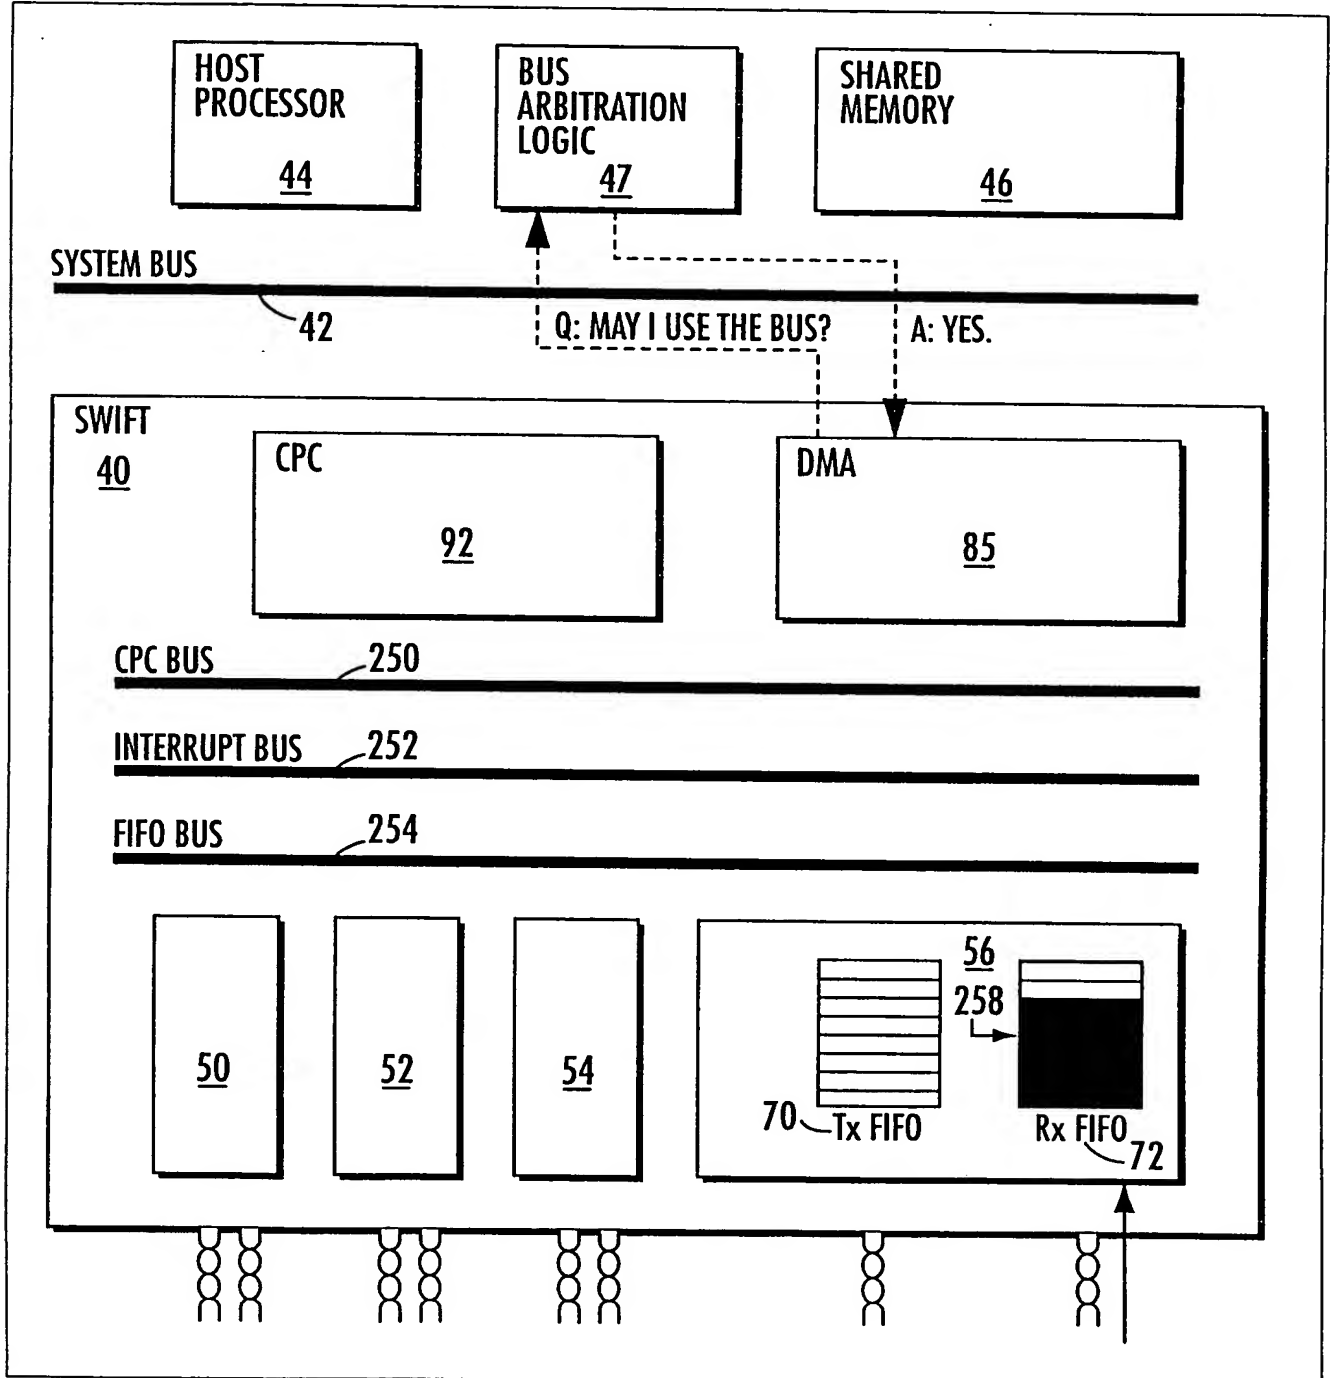 HOST
PROCESSOR
44
BUS
ARBITRATION
LOGIC
47
SHARED
MEMORY
46
SYSTEM BUS
42
Q: MAY I USE THE BUS?
A: YES.
SWIFT
40
CPC
92
DMA
85
CPC BUS
250
INTERRUPT BUS
252
FIFO BUS
254
50
52
54
56
258
70
Tx FIFO
Rx FIFO
72